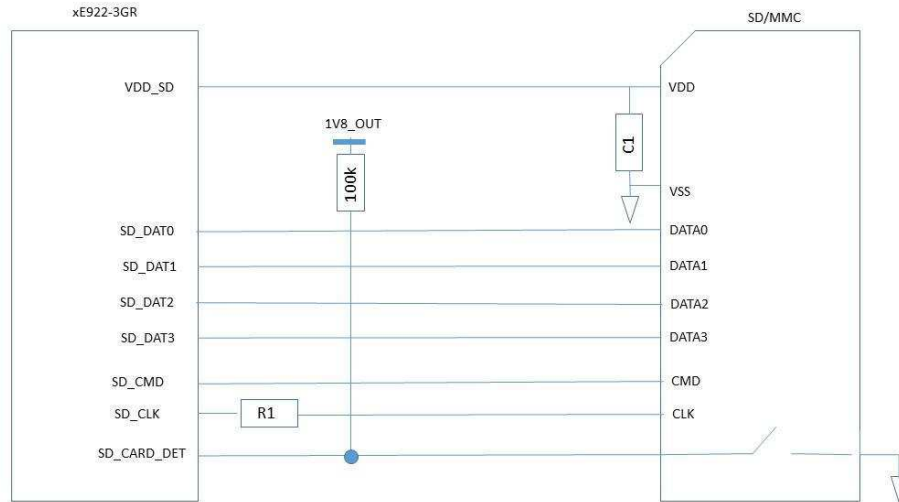 xE922-3GR
SD/MMC
VDD_SD
VDD
1V8_OUT
C1
100k
VSS
SD_DAT0
DATA0
SD_DAT1
DATA1
SD_DAT2
DATA2
SD_DAT3
DATA3
SD_CMD
CMD
SD_CLK
R1
CLK
SD_CARD_DET